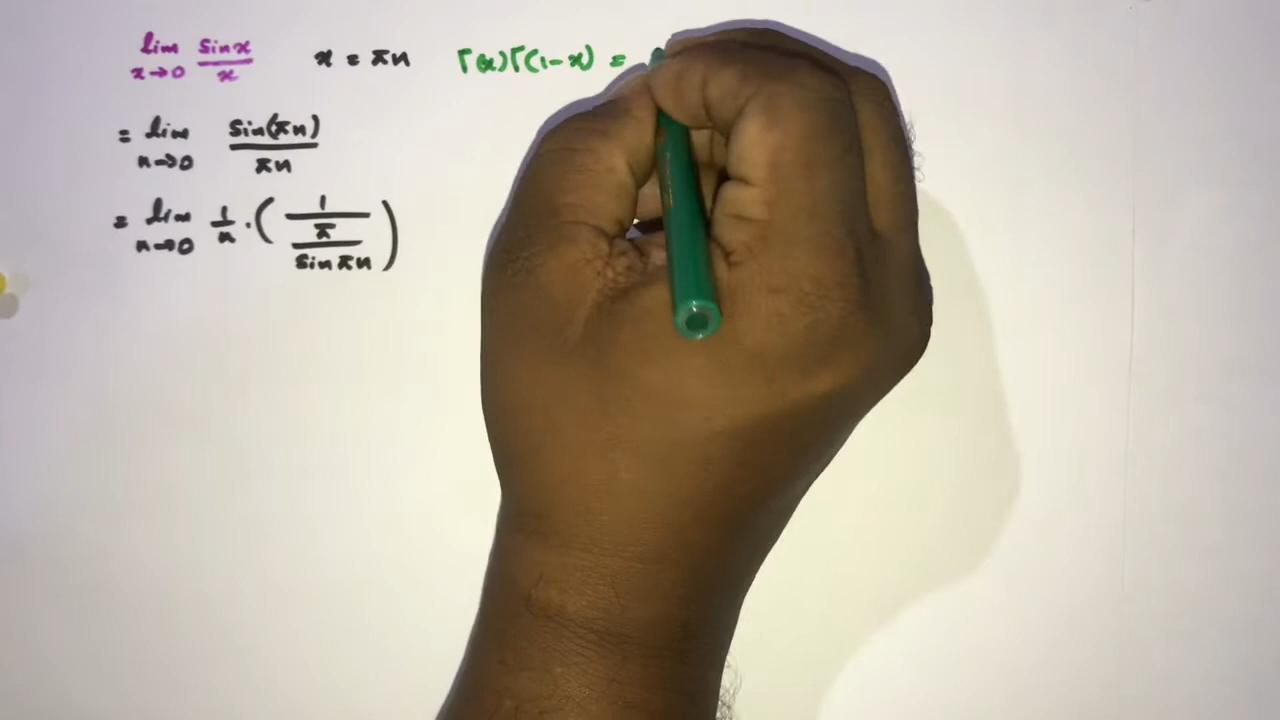 lim x→0 sinx/x x = πn Γ(x)Γ(1-x) =
= lim n→0 sin(πn)/πn
= lim n→0 1/n · (1/(π/sin πn))